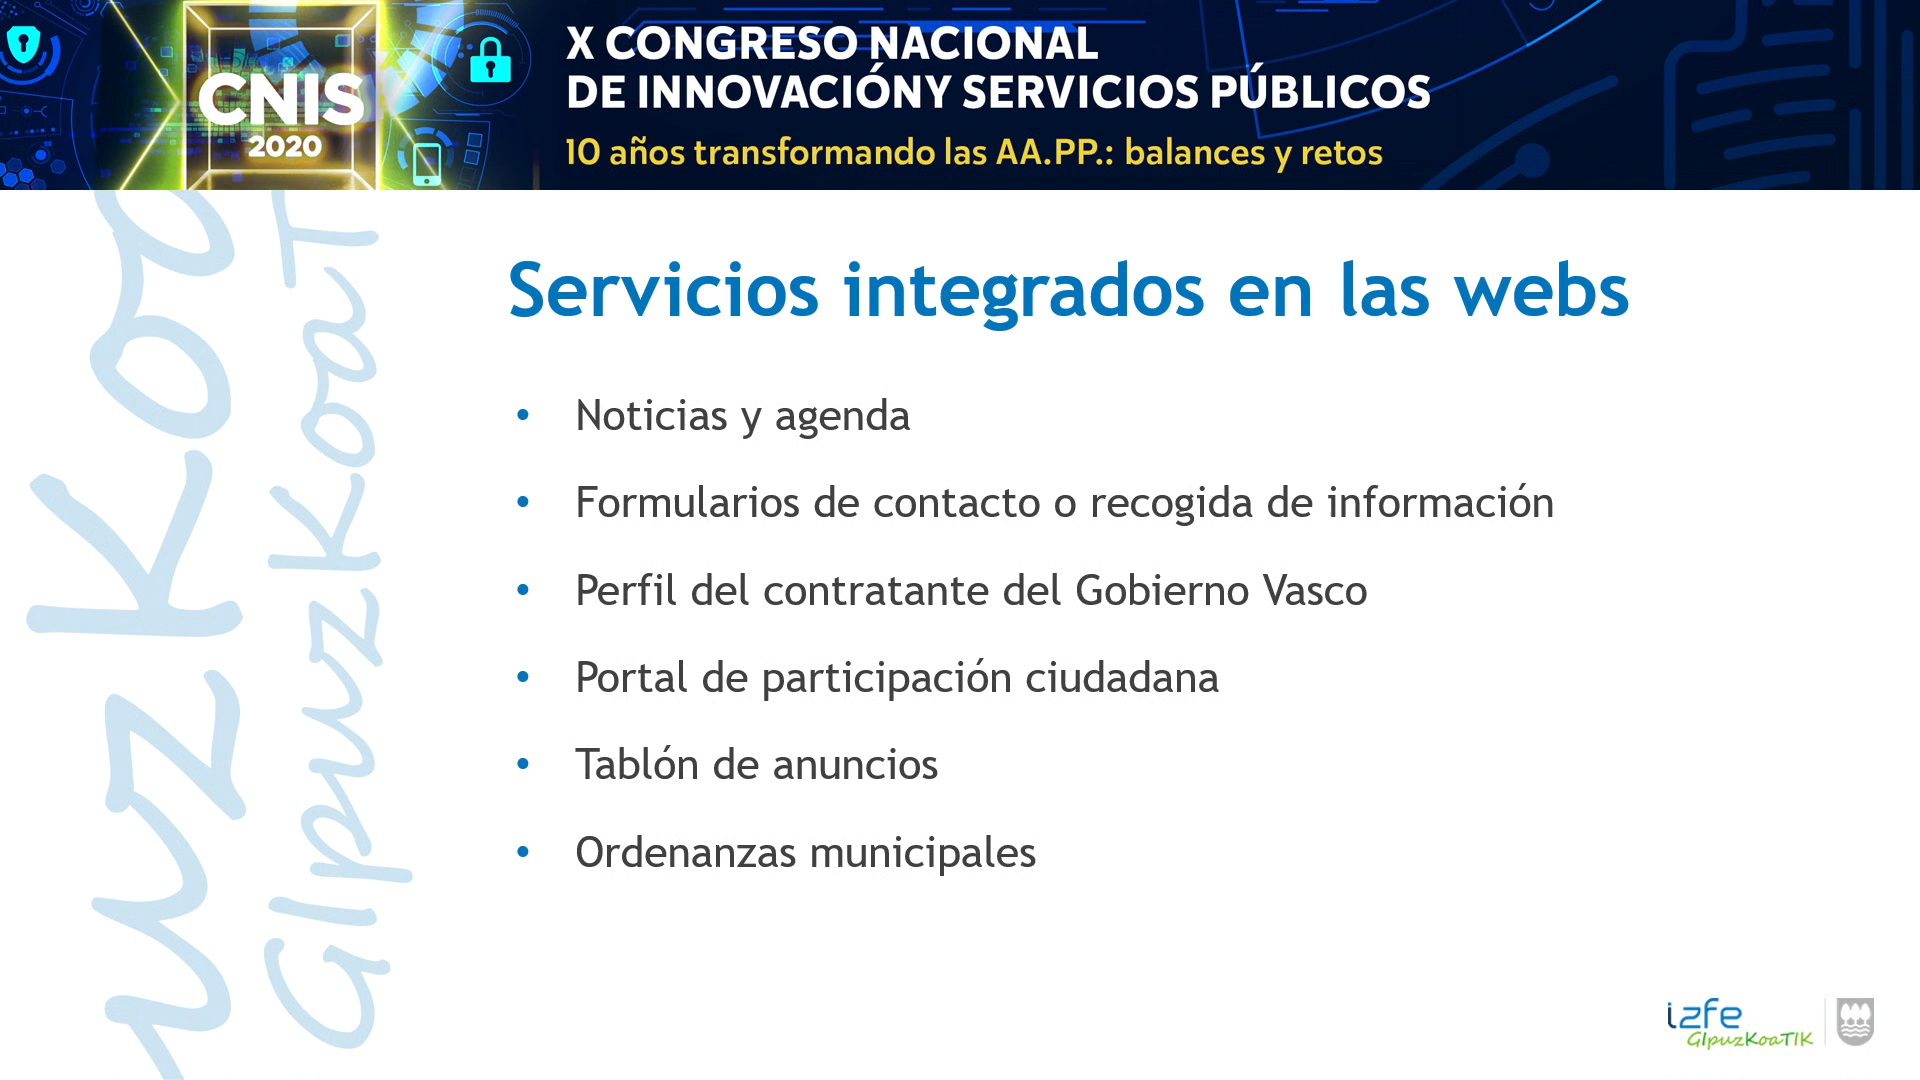 CNIS
2020
X CONGRESO NACIONAL
DE INNOVACIÓNY SERVICIOS PÚBLICOS
10 años transformando las AA.PP.: balances y retos
uzKoa
GIpuzKoaT
Servicios integrados en las webs
• Noticias y agenda
• Formularios de contacto o recogida de información
• Perfil del contratante del Gobierno Vasco
• Portal de participación ciudadana
• Tablón de anuncios
• Ordenanzas municipales
izfe
GIpuzKoaTIK